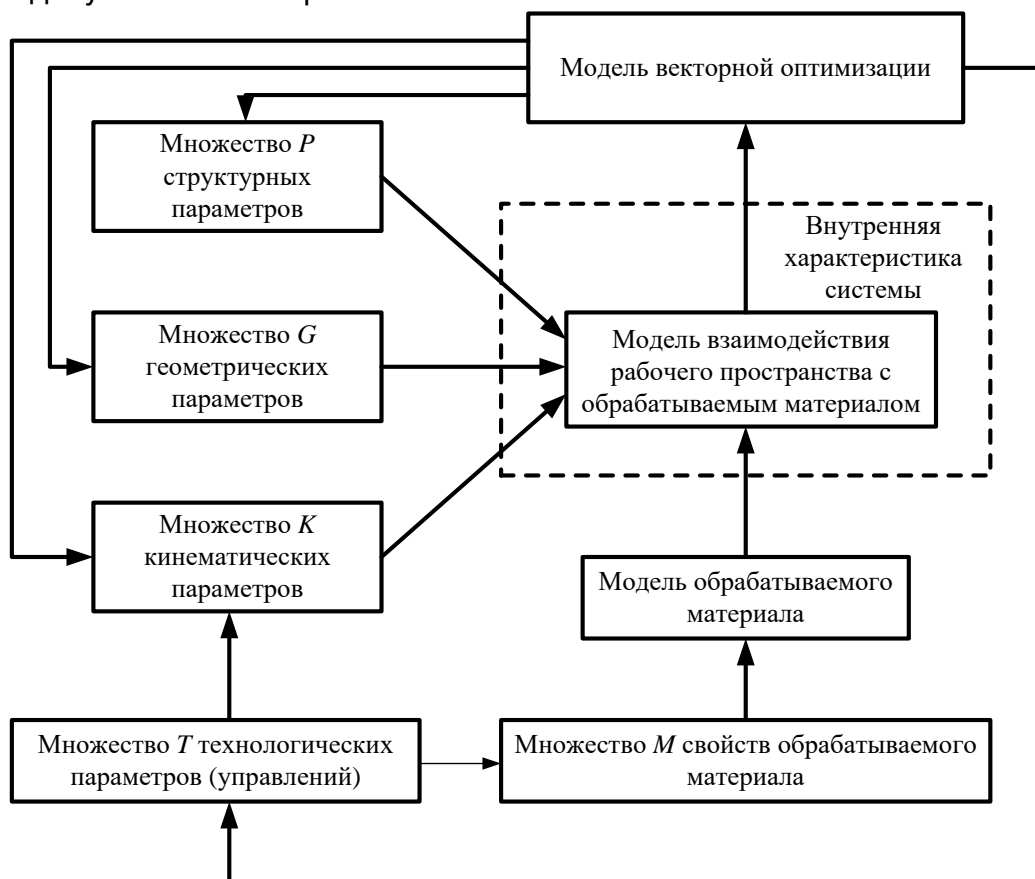 Модель векторной оптимизации
Множество P
структурных
параметров
Внутренняя
характеристика
системы
Множество G
геометрических
параметров
Модель взаимодействия
рабочего пространства с
обрабатываемым материалом
Множество K
кинематических
параметров
Модель обрабатываемого
материала
Множество T технологических
параметров (управлений)
Множество M свойств обрабатываемого
материала